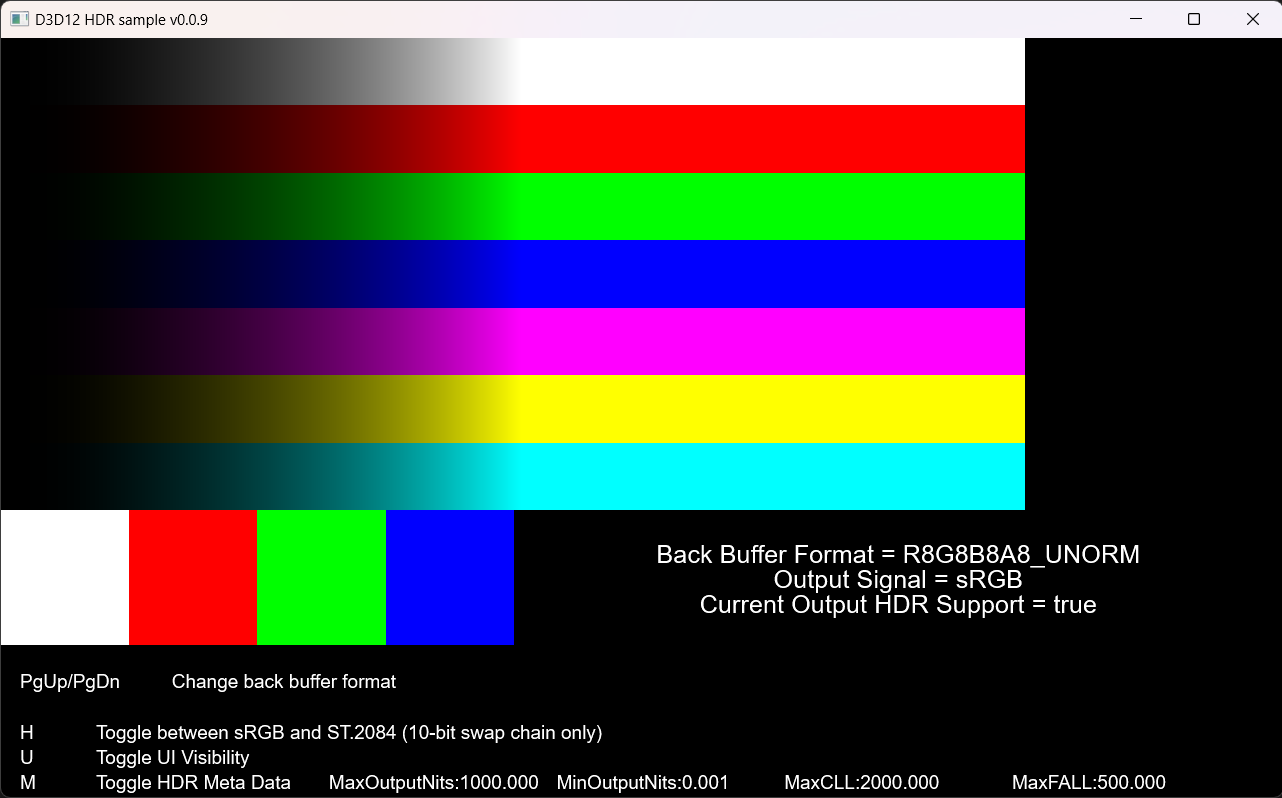 D3D12 HDR sample v0.0.9
Back Buffer Format = R8G8B8A8_UNORM
Output Signal = sRGB
Current Output HDR Support = true
PgUp/PgDn Change back buffer format
H Toggle between sRGB and ST.2084 (10-bit swap chain only)
U Toggle UI Visibility
M Toggle HDR Meta Data MaxOutputNits:1000.000 MinOutputNits:0.001 MaxCLL:2000.000 MaxFALL:500.000